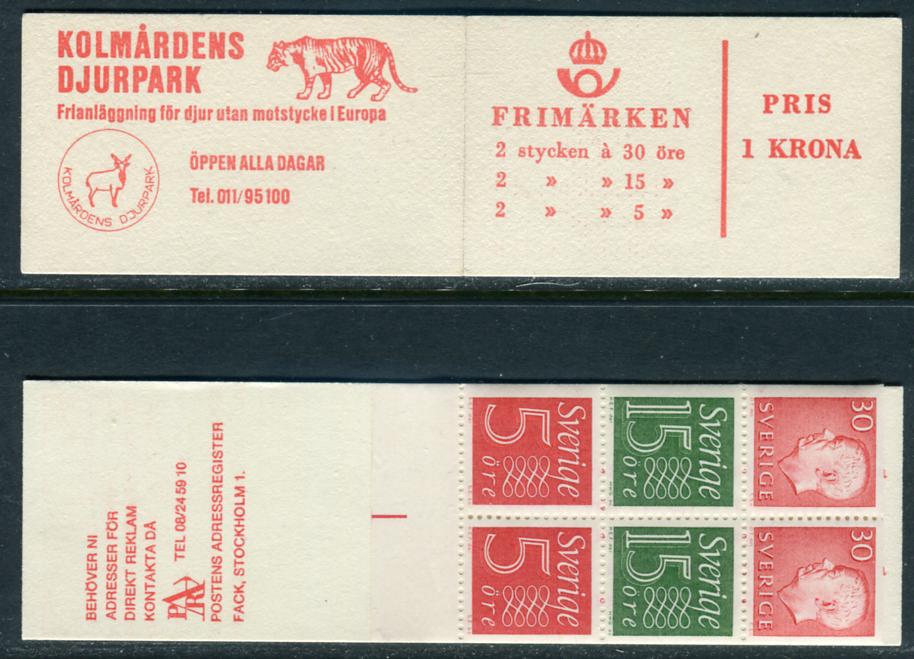 KOLMÅRDENS
DJURPARK
Frianläggning för djur utan motstycke i Europa
KOLMÅRDENS DJURPARK
ÖPPEN ALLA DAGAR
Tel. 011/95100
FRIMÄRKEN
2 stycken à 30 öre
2 » » 15 »
2 » » 5 »
PRIS
1 KRONA
BEHÖVER NI
ADRESSER FÖR
DIREKT REKLAM
KONTAKTA DÅ
PAR TEL 08/24 59 10
POSTENS ADRESSREGISTER
FACK, STOCKHOLM 1.
Sverige
5
öre
Sverige
15
öre
30
SVERIGE
Sverige
5
öre
Sverige
15
öre
30
SVERIGE